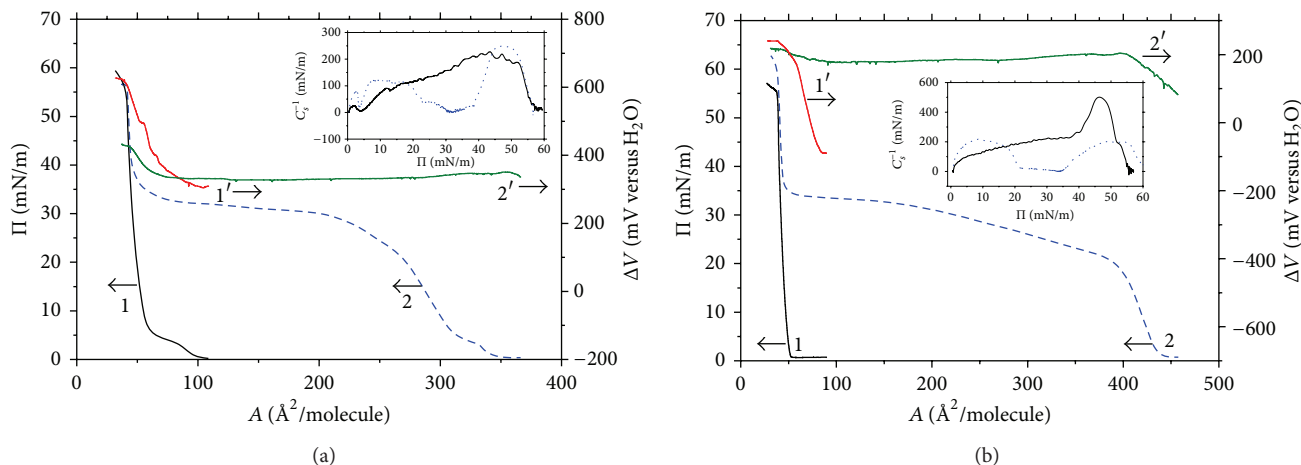 70
60
50
40
30
20
10
0
Π (mN/m)
0 100 200 300 400
A (Å²/molecule)
800
600
400
200
0
−200
ΔV (mV versus H₂O)
1
2
1′
2′
300
200
100
0
−100
C_s⁻¹ (mN/m)
0 10 20 30 40 50 60
Π (mN/m)
(a)
70
60
50
40
30
20
10
0
Π (mN/m)
0 100 200 300 400 500
A (Å²/molecule)
200
0
−200
−400
−600
ΔV (mV versus H₂O)
1
2
1′
2′
600
400
200
0
C_s⁻¹ (mN/m)
0 10 20 30 40 50 60
Π (mN/m)
(b)